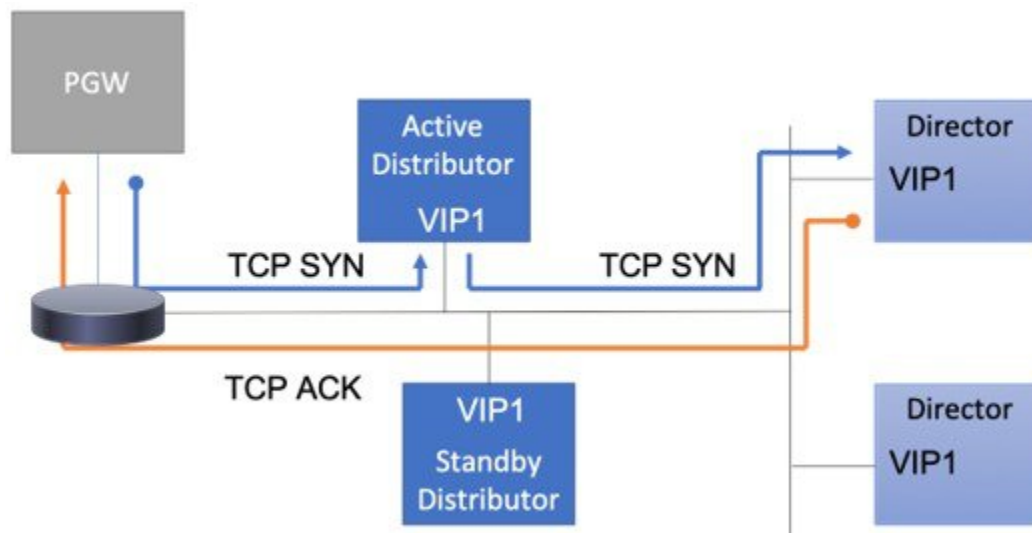 PGW
Active
Distributor
VIP1
Director
VIP1
TCP SYN
TCP SYN
TCP ACK
VIP1
Standby
Distributor
Director
VIP1